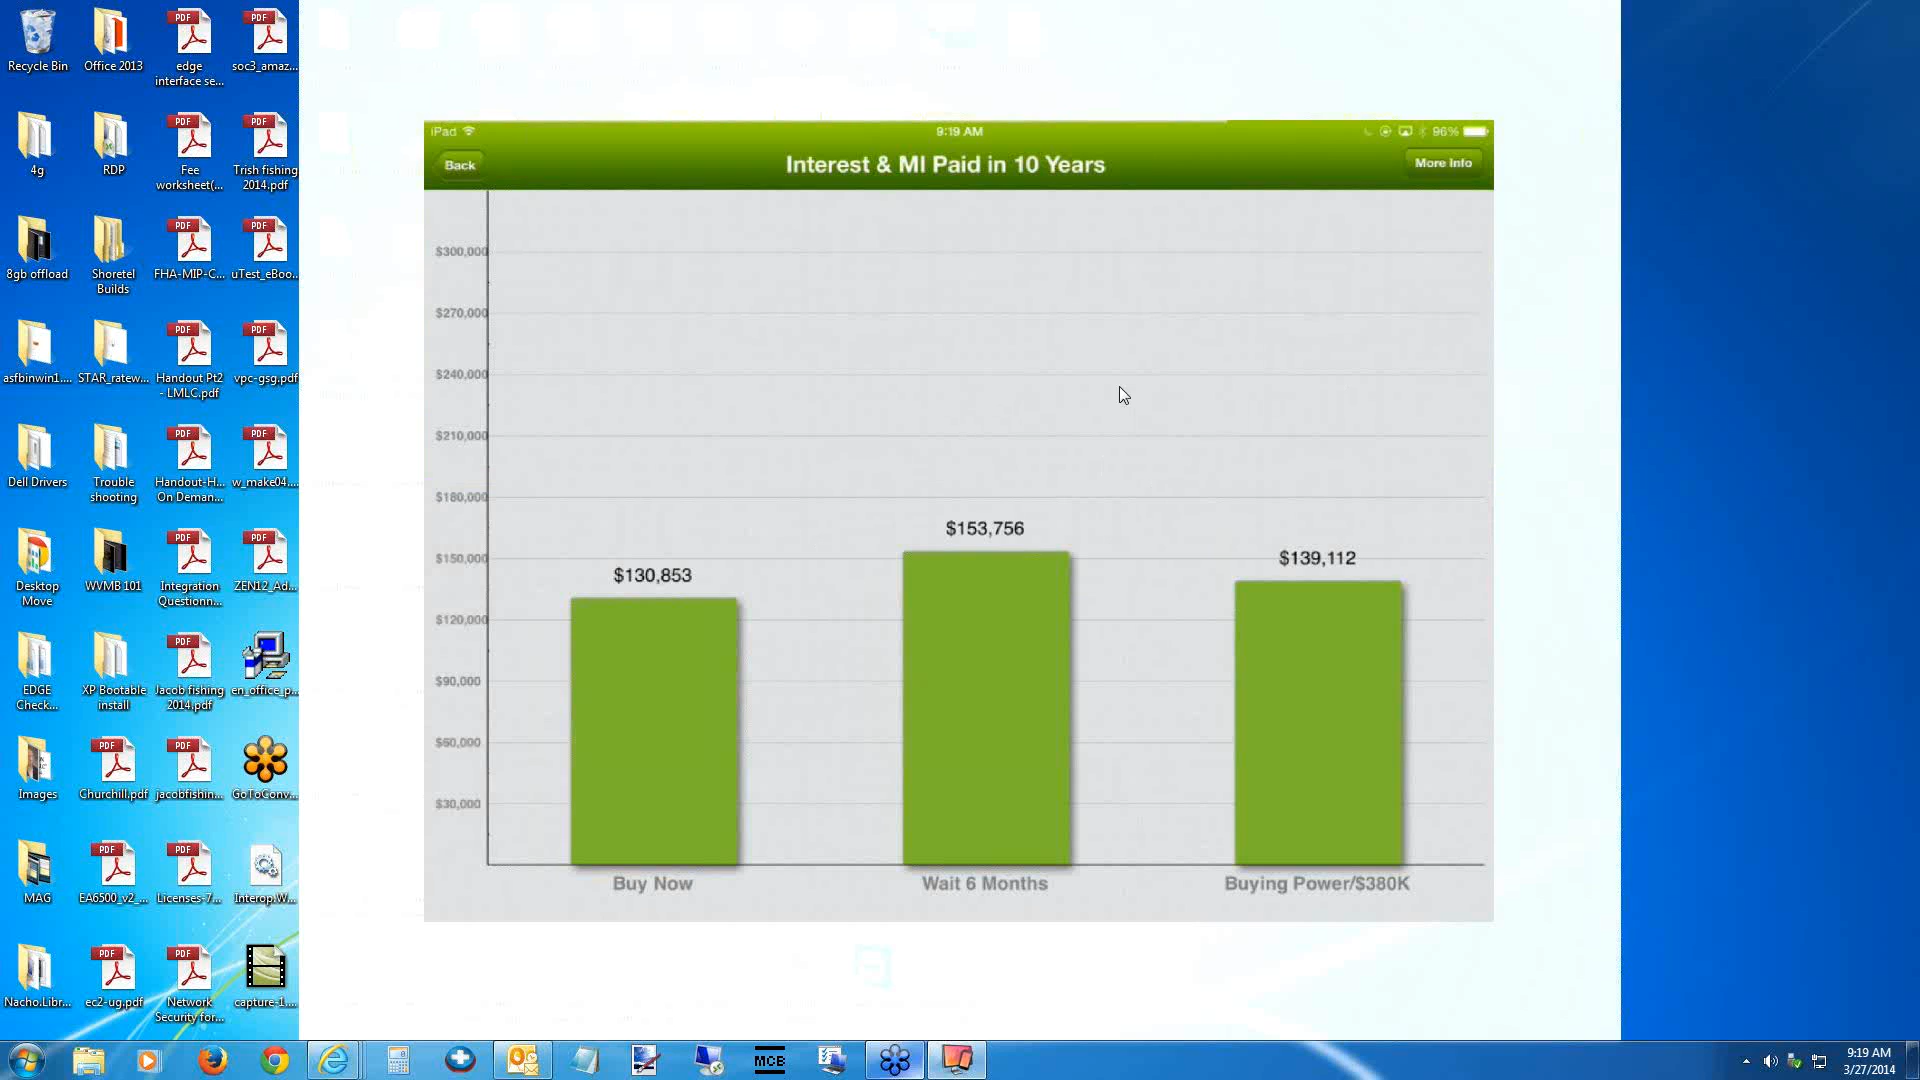 Recycle Bin
Office 2013
edge
interface se...
soc3_amaz...
4g
RDP
Fee
worksheet(...
Trish fishing
2014.pdf
8gb offload
Shoretel
Builds
FHA-MIP-C...
uTest_eBoo...
asfbinwin1....
STAR_ratew...
Handout Pt2
- LMLC.pdf
vpc-gsg.pdf
Dell Drivers
Trouble
shooting
Handout-H...
On Deman...
w_make04....
Desktop
Move
WVMB 101
Integration
Questionn...
ZEN12_Ad...
EDGE
Check...
XP Bootable
install
Jacob fishing
2014.pdf
en_office_p...
Images
Churchill.pdf
jacobfishin...
GoToConv...
MAG
EA6500_v2_...
Licenses-7...
Interop.W...
Nacho.Libr...
ec2-ug.pdf
Network
Security for...
capture-1....
iPad
9:19 AM
96%
Back
Interest & MI Paid in 10 Years
More Info
$300,000
$270,000
$240,000
$210,000
$180,000
$150,000
$120,000
$90,000
$60,000
$30,000
$130,853
$153,756
$139,112
Buy Now
Wait 6 Months
Buying Power/$380K
MCB
9:19 AM
3/27/2014